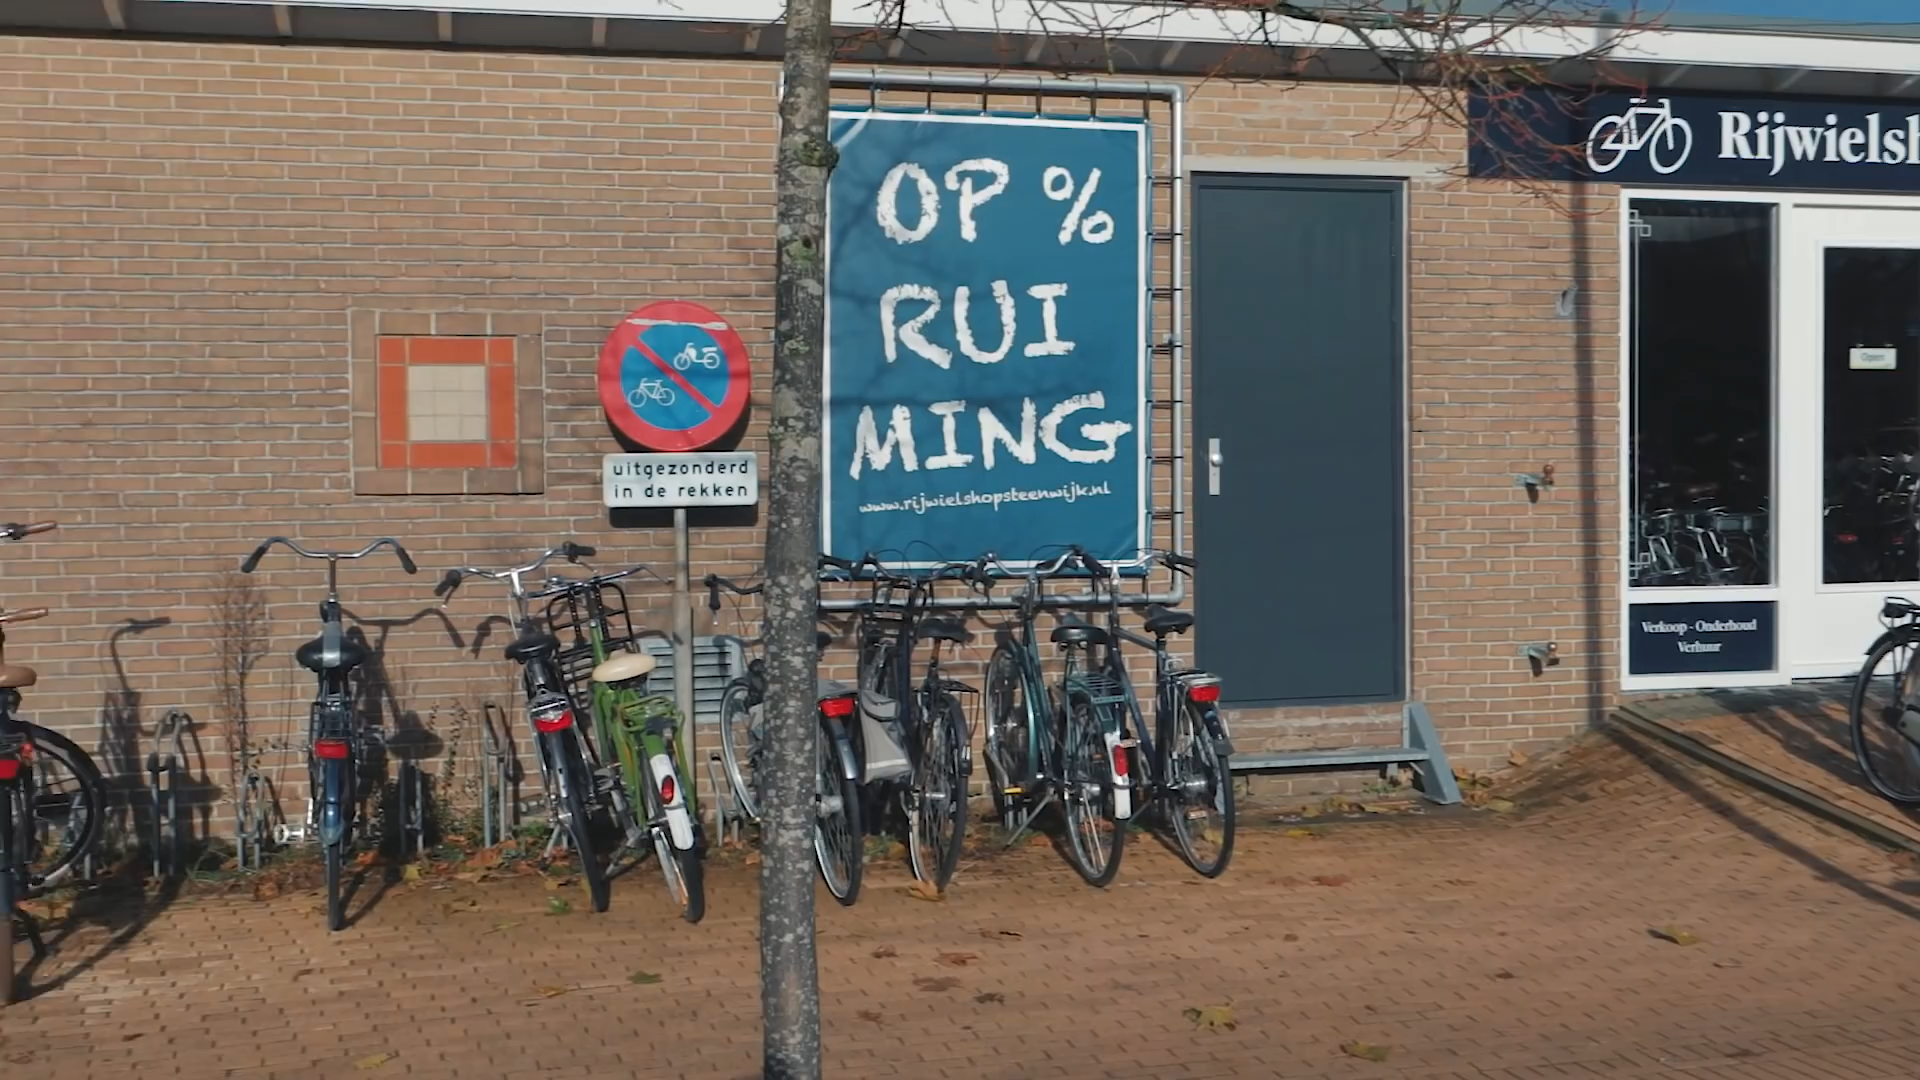 OP %
RUI
MING
www.rijwielshopsteenwijk.nl
uitgezonderd
in de rekken
Rijwielsh
Open
Verkoop - Onderhoud
Verhuur